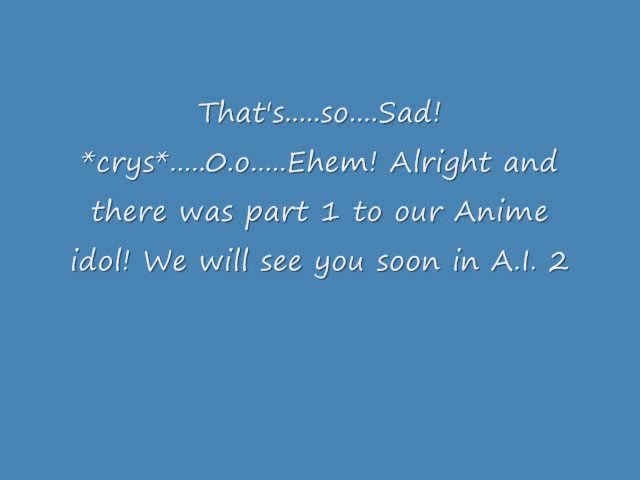 That's.....so....Sad!
*crys*.....O.o.....Ehem! Alright and
there was part 1 to our Anime
idol! We will see you soon in A.I. 2